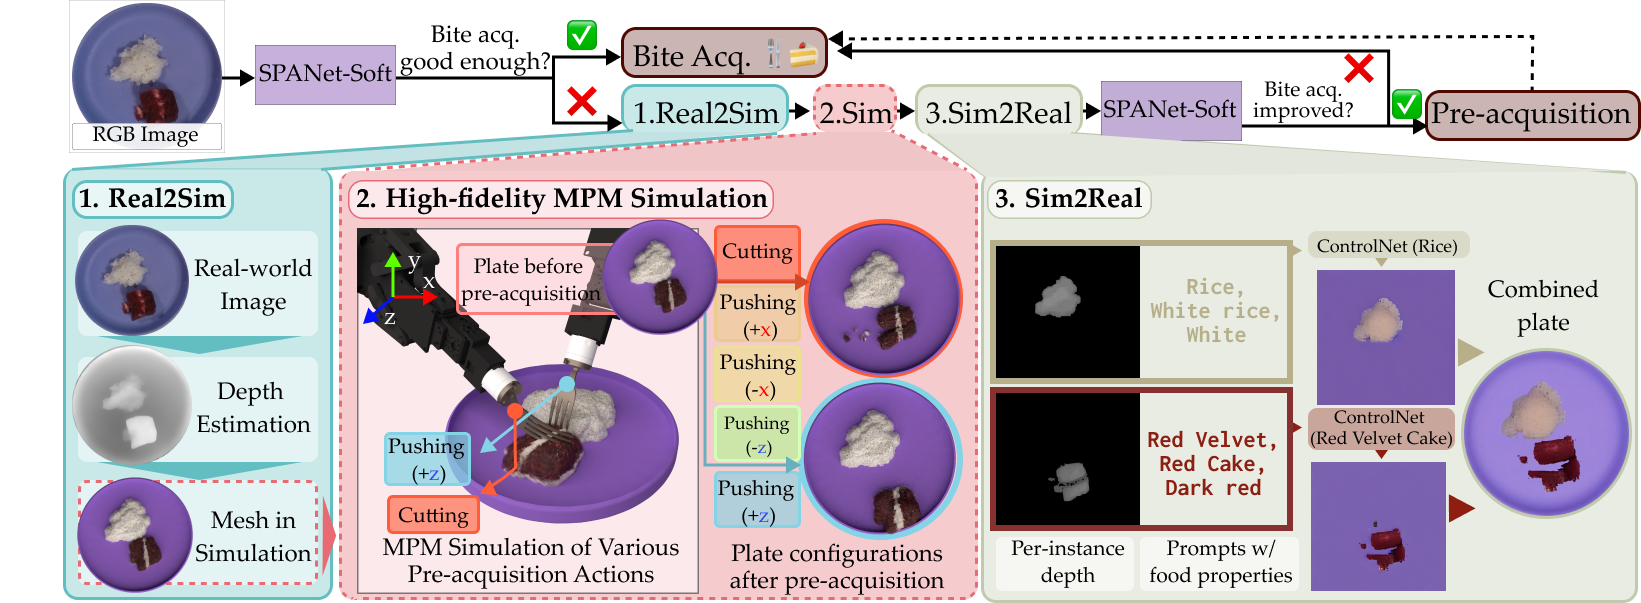 RGB Image
SPANet-Soft
Bite acq.
good enough?
Bite Acq.
1.Real2Sim
2.Sim
3.Sim2Real
SPANet-Soft
Bite acq.
improved?
Pre-acquisition
1. Real2Sim
Real-world
Image
Depth
Estimation
Mesh in
Simulation
2. High-fidelity MPM Simulation
y
x
z
Plate before
pre-acquisition
Pushing
(+z)
Cutting
MPM Simulation of Various
Pre-acquisition Actions
Cutting
Pushing
(+x)
Pushing
(-x)
Pushing
(-z)
Pushing
(+z)
Plate configurations
after pre-acquisition
3. Sim2Real
Rice,
White rice,
White
Red Velvet,
Red Cake,
Dark red
Per-instance
depth
Prompts w/
food properties
ControlNet (Rice)
ControlNet
(Red Velvet Cake)
Combined
plate